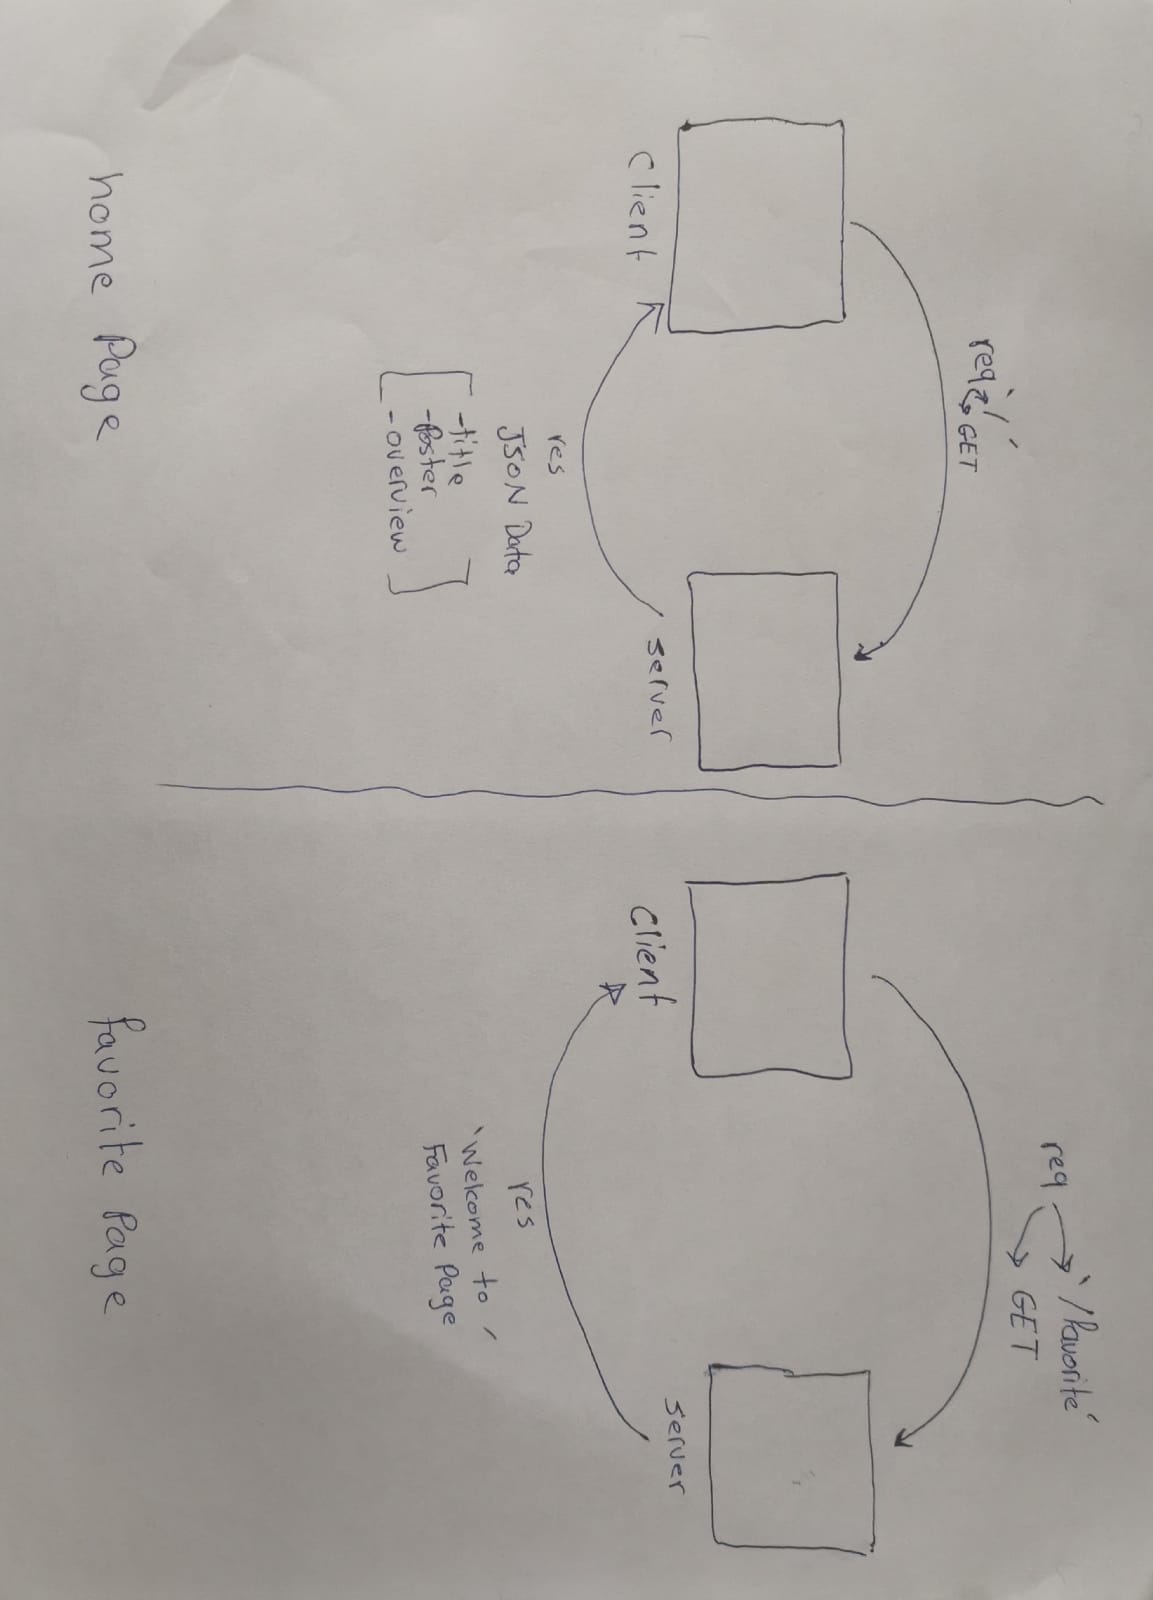 req '/'
GET
client
server
res
JSON Data
[ -title
-Poster
-overview ]
home Page
req '/favorite'
GET
Client
server
res
'Welcome to'
Favorite Page
favorite Page